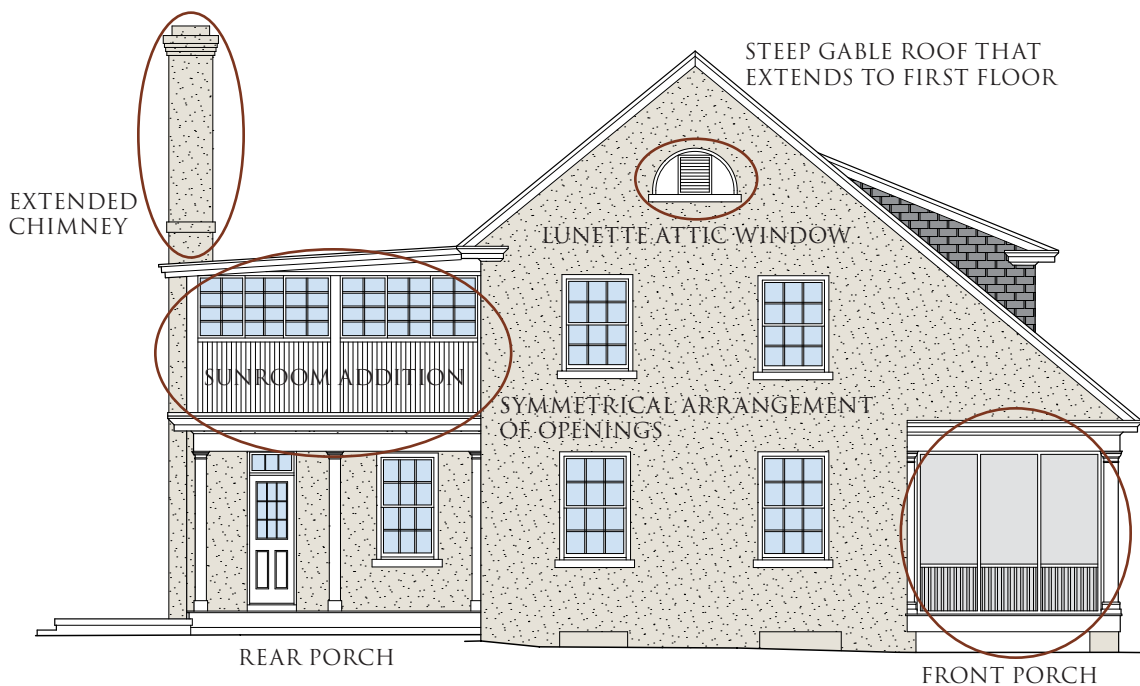 STEEP GABLE ROOF THAT
EXTENDS TO FIRST FLOOR
EXTENDED
CHIMNEY
LUNETTE ATTIC WINDOW
SUNROOM ADDITION
SYMMETRICAL ARRANGEMENT
OF OPENINGS
REAR PORCH
FRONT PORCH